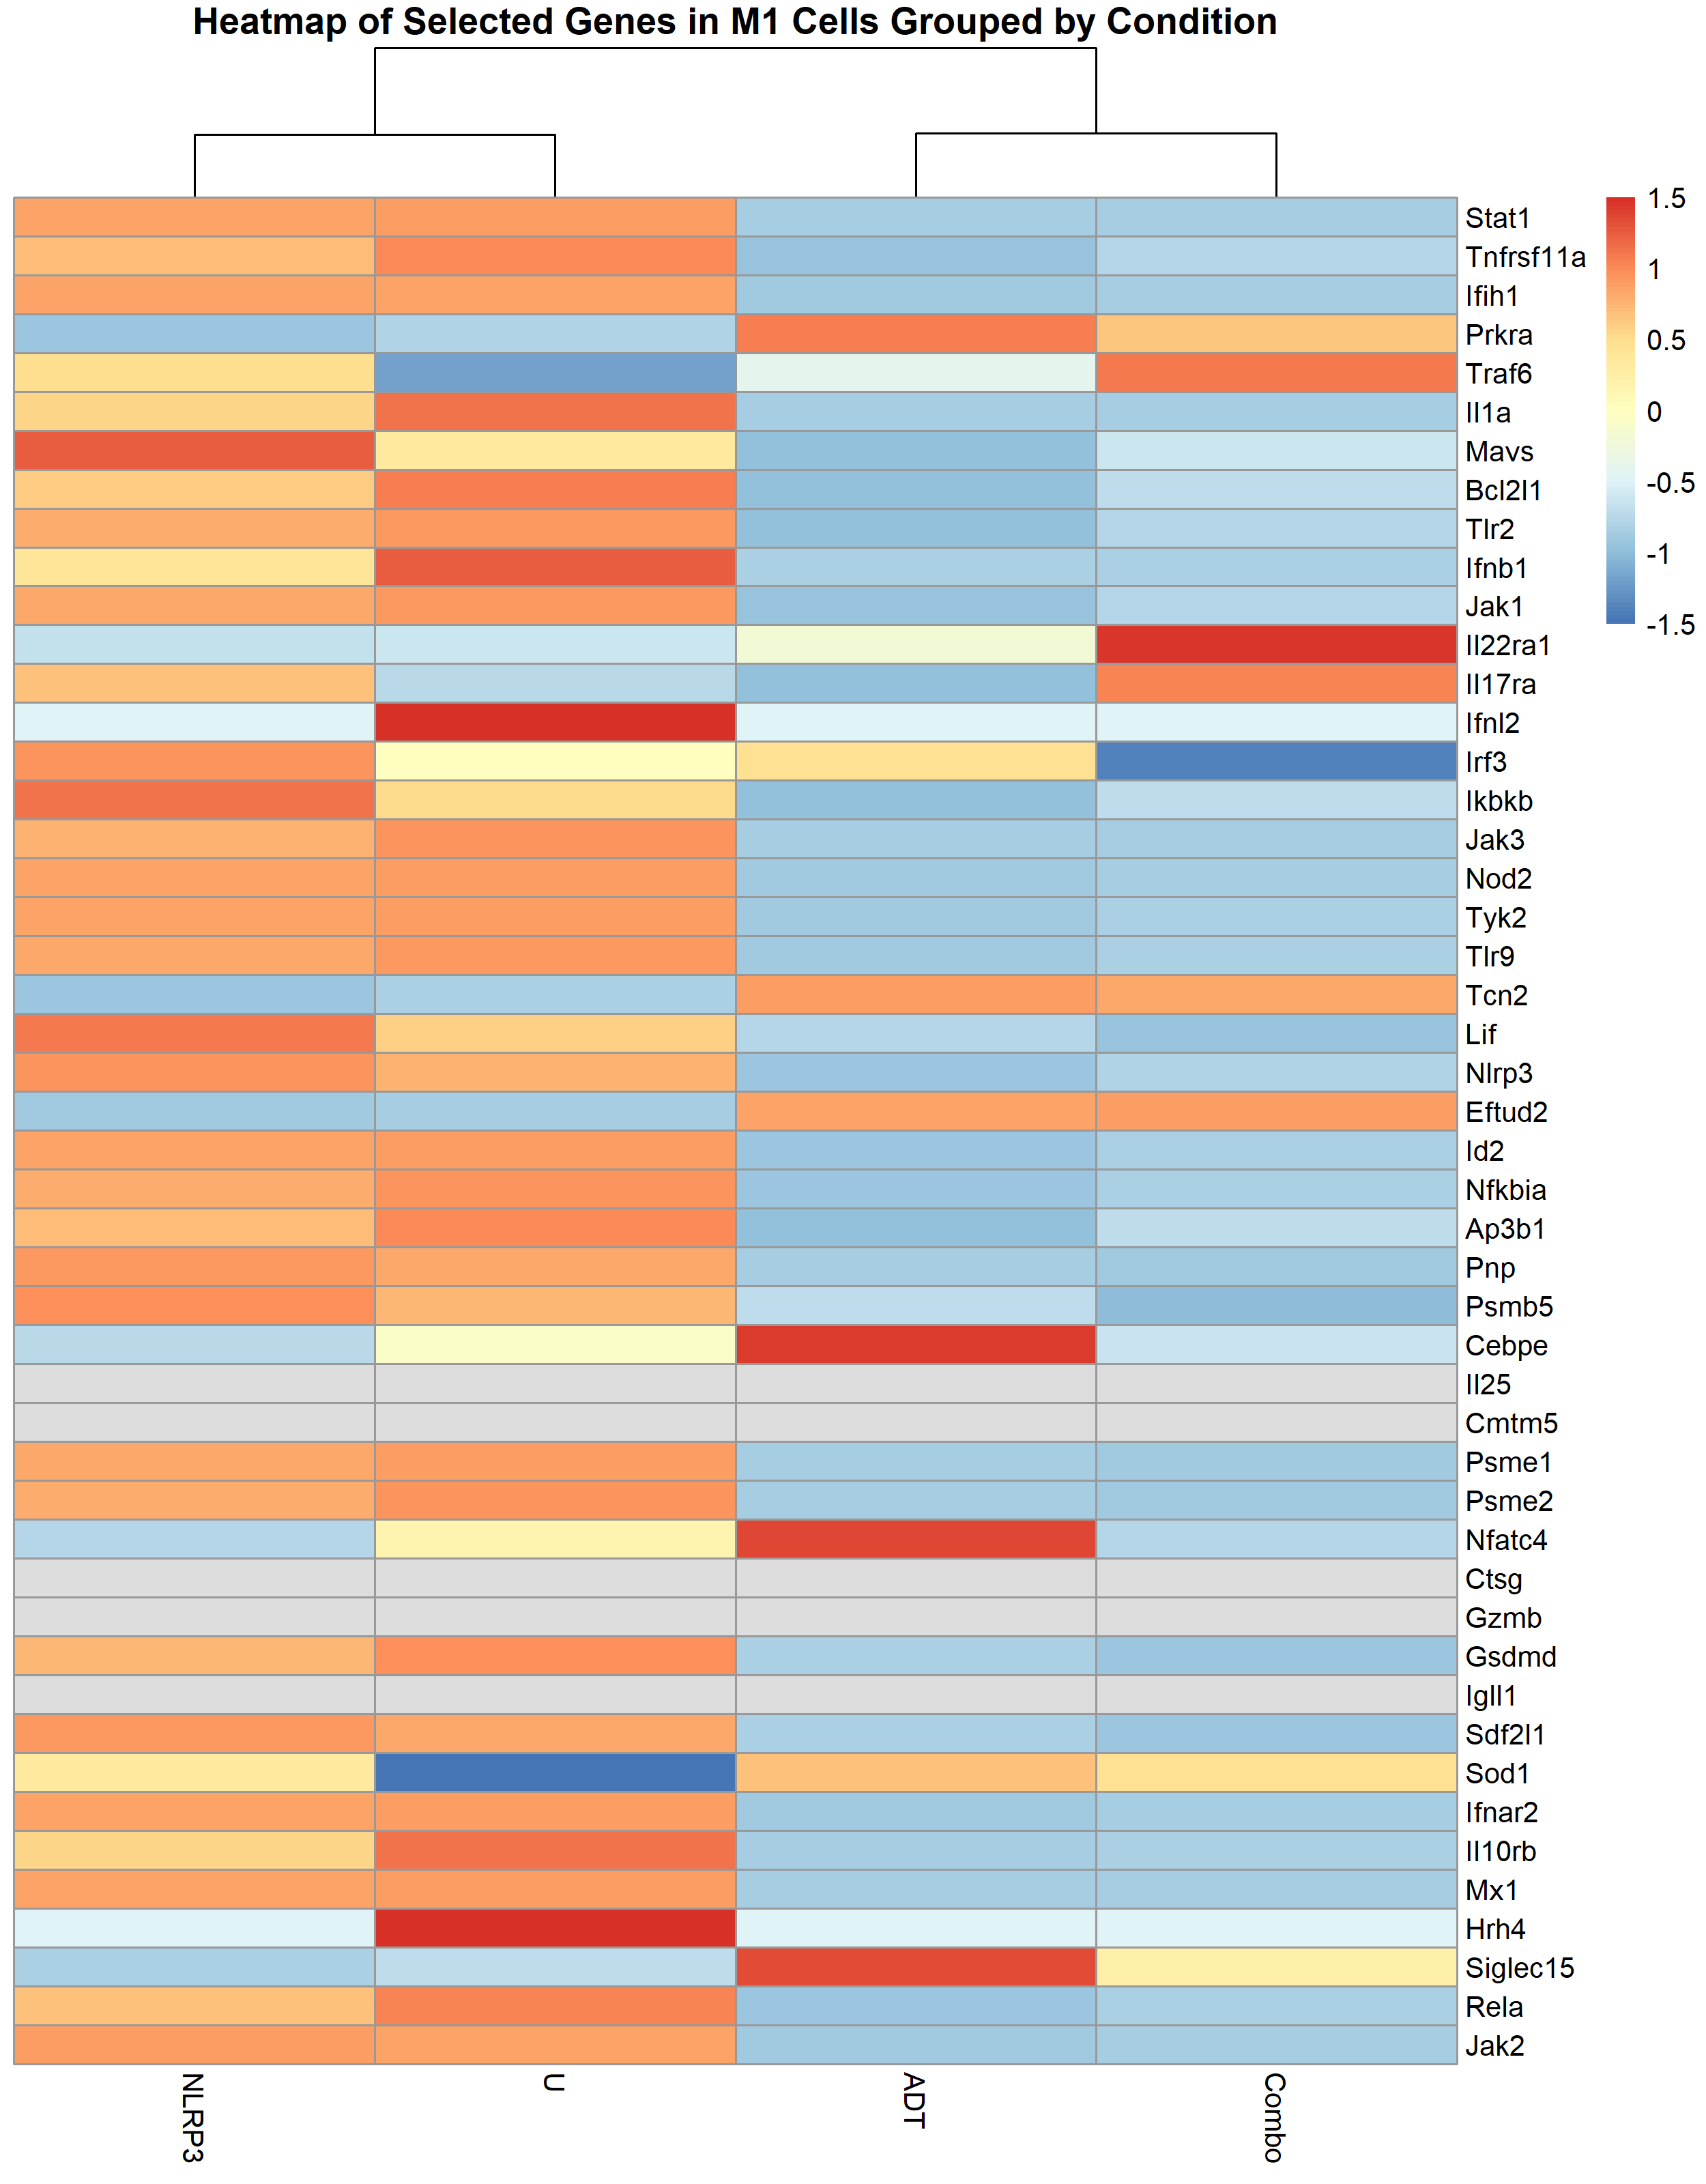 Heatmap of Selected Genes in M1 Cells Grouped by Condition
1.5
1
0.5
0
-0.5
-1
-1.5
Stat1
Tnfrsf11a
Ifih1
Prkra
Traf6
Il1a
Mavs
Bcl2l1
Tlr2
Ifnb1
Jak1
Il22ra1
Il17ra
Ifnl2
Irf3
Ikbkb
Jak3
Nod2
Tyk2
Tlr9
Tcn2
Lif
Nlrp3
Eftud2
Id2
Nfkbia
Ap3b1
Pnp
Psmb5
Cebpe
Il25
Cmtm5
Psme1
Psme2
Nfatc4
Ctsg
Gzmb
Gsdmd
Igll1
Sdf2l1
Sod1
Ifnar2
Il10rb
Mx1
Hrh4
Siglec15
Rela
Jak2
NLRP3
U
ADT
Combo